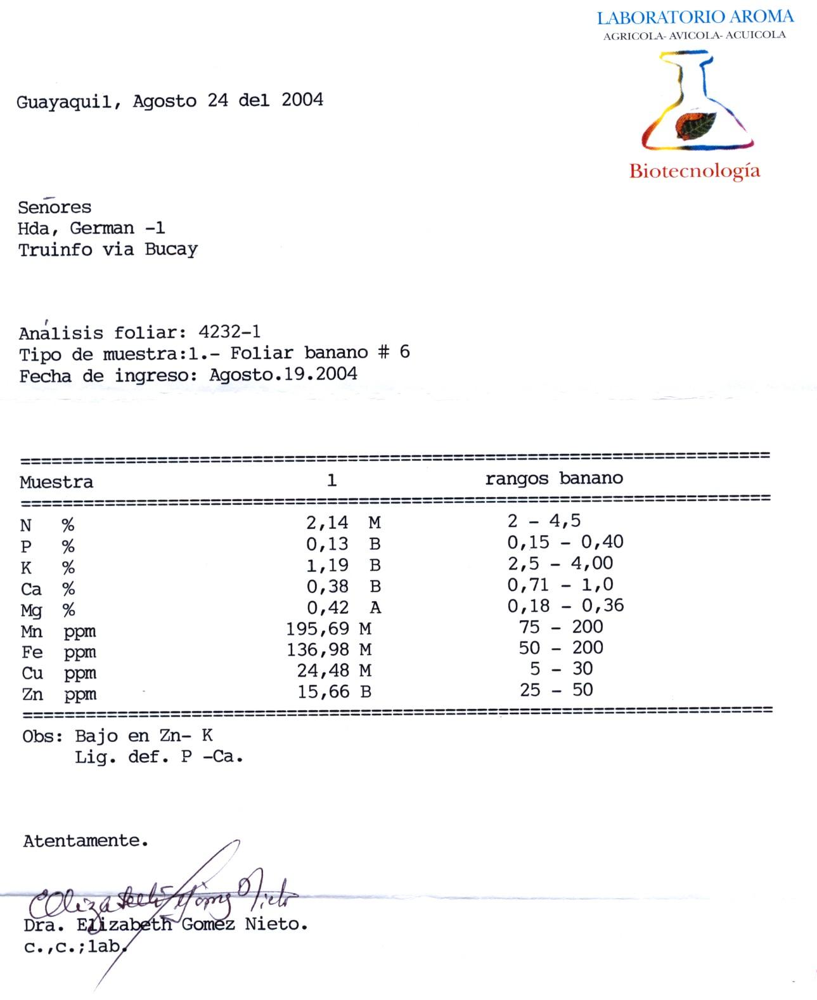 LABORATORIO AROMA
AGRICOLA- AVICOLA- ACUICOLA
Biotecnología
Guayaquil, Agosto 24 del 2004
Señores
Hda, German -1
Truinfo via Bucay
Análisis foliar: 4232-1
Tipo de muestra:1.- Foliar banano # 6
Fecha de ingreso: Agosto.19.2004
Muestra 1 rangos banano
N % 2,14 M 2 - 4,5
P % 0,13 B 0,15 - 0,40
K % 1,19 B 2,5 - 4,00
Ca % 0,38 B 0,71 - 1,0
Mg % 0,42 A 0,18 - 0,36
Mn ppm 195,69 M 75 - 200
Fe ppm 136,98 M 50 - 200
Cu ppm 24,48 M 5 - 30
Zn ppm 15,66 B 25 - 50
Obs: Bajo en Zn- K
Lig. def. P -Ca.
Atentamente.
Elizabeth Gómez Nieto
Dra. Elizabeth Gomez Nieto.
c.,c.;lab.